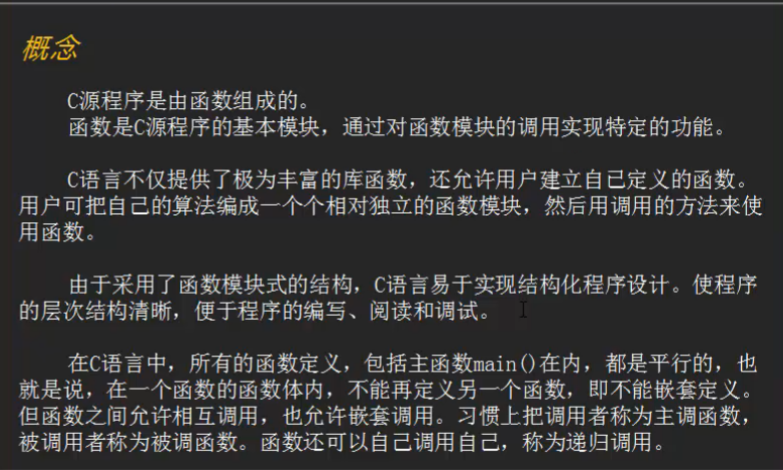 概念
C源程序是由函数组成的。
函数是C源程序的基本模块，通过对函数模块的调用实现特定的功能。
C语言不仅提供了极为丰富的库函数，还允许用户建立自己定义的函数。
用户可把自己的算法编成一个个相对独立的函数模块，然后用调用的方法来使
用函数。
由于采用了函数模块式的结构，C语言易于实现结构化程序设计。使程序
的层次结构清晰，便于程序的编写、阅读和调试。
在C语言中，所有的函数定义，包括主函数main()在内，都是平行的，也
就是说，在一个函数的函数体内，不能再定义另一个函数，即不能嵌套定义。
但函数之间允许相互调用，也允许嵌套调用。习惯上把调用者称为主调函数，
被调用者称为被调函数。函数还可以自己调用自己，称为递归调用。